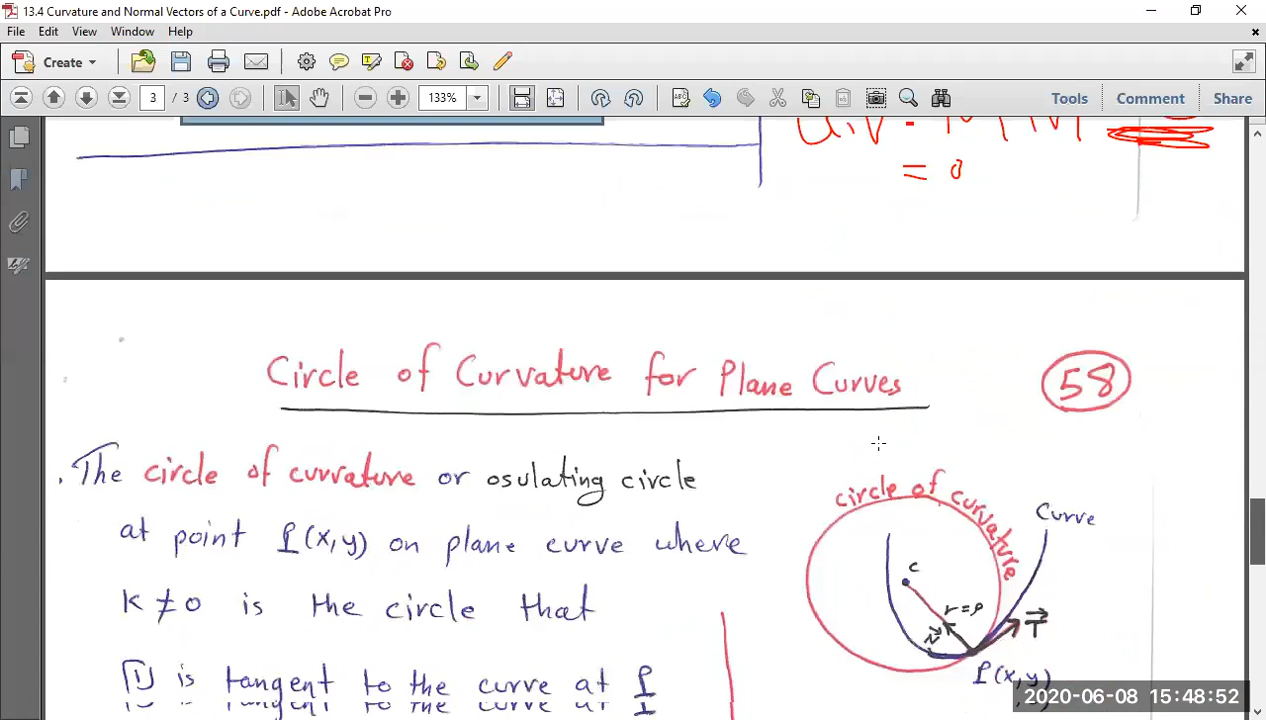 13.4 Curvature and Normal Vectors of a Curve.pdf - Adobe Acrobat Pro
File Edit View Window Help
Create
3 / 3 133% Tools Comment Share
= 0
Circle of Curvature for Plane Curves 58
. The circle of curvature or osulating circle
at point P(x,y) on plane curve where
K ≠ 0 is the circle that
1 is tangent to the curve at P
circle of curvature
Curve
c
r = ρ
N
T
P(x,y)
2020-06-08 15:48:52